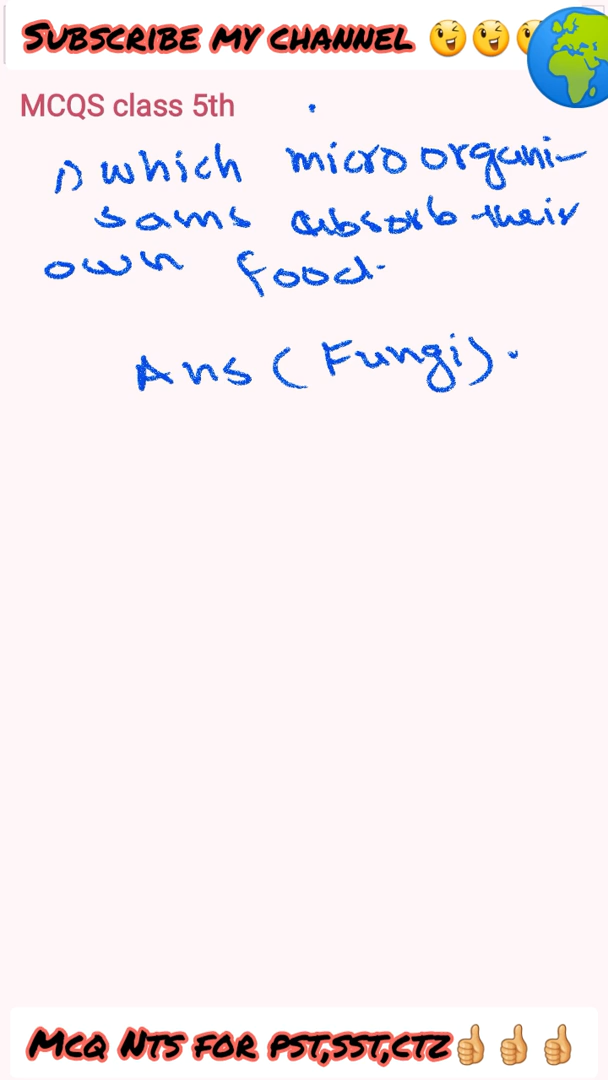 SUBSCRIBE MY CHANNEL 😉😉😉
MCQS class 5th
1) which micro organi-
sams absorb their
own food.
Ans (Fungi).
MCQ NTS FOR PST,SST,CTZ👍👍👍